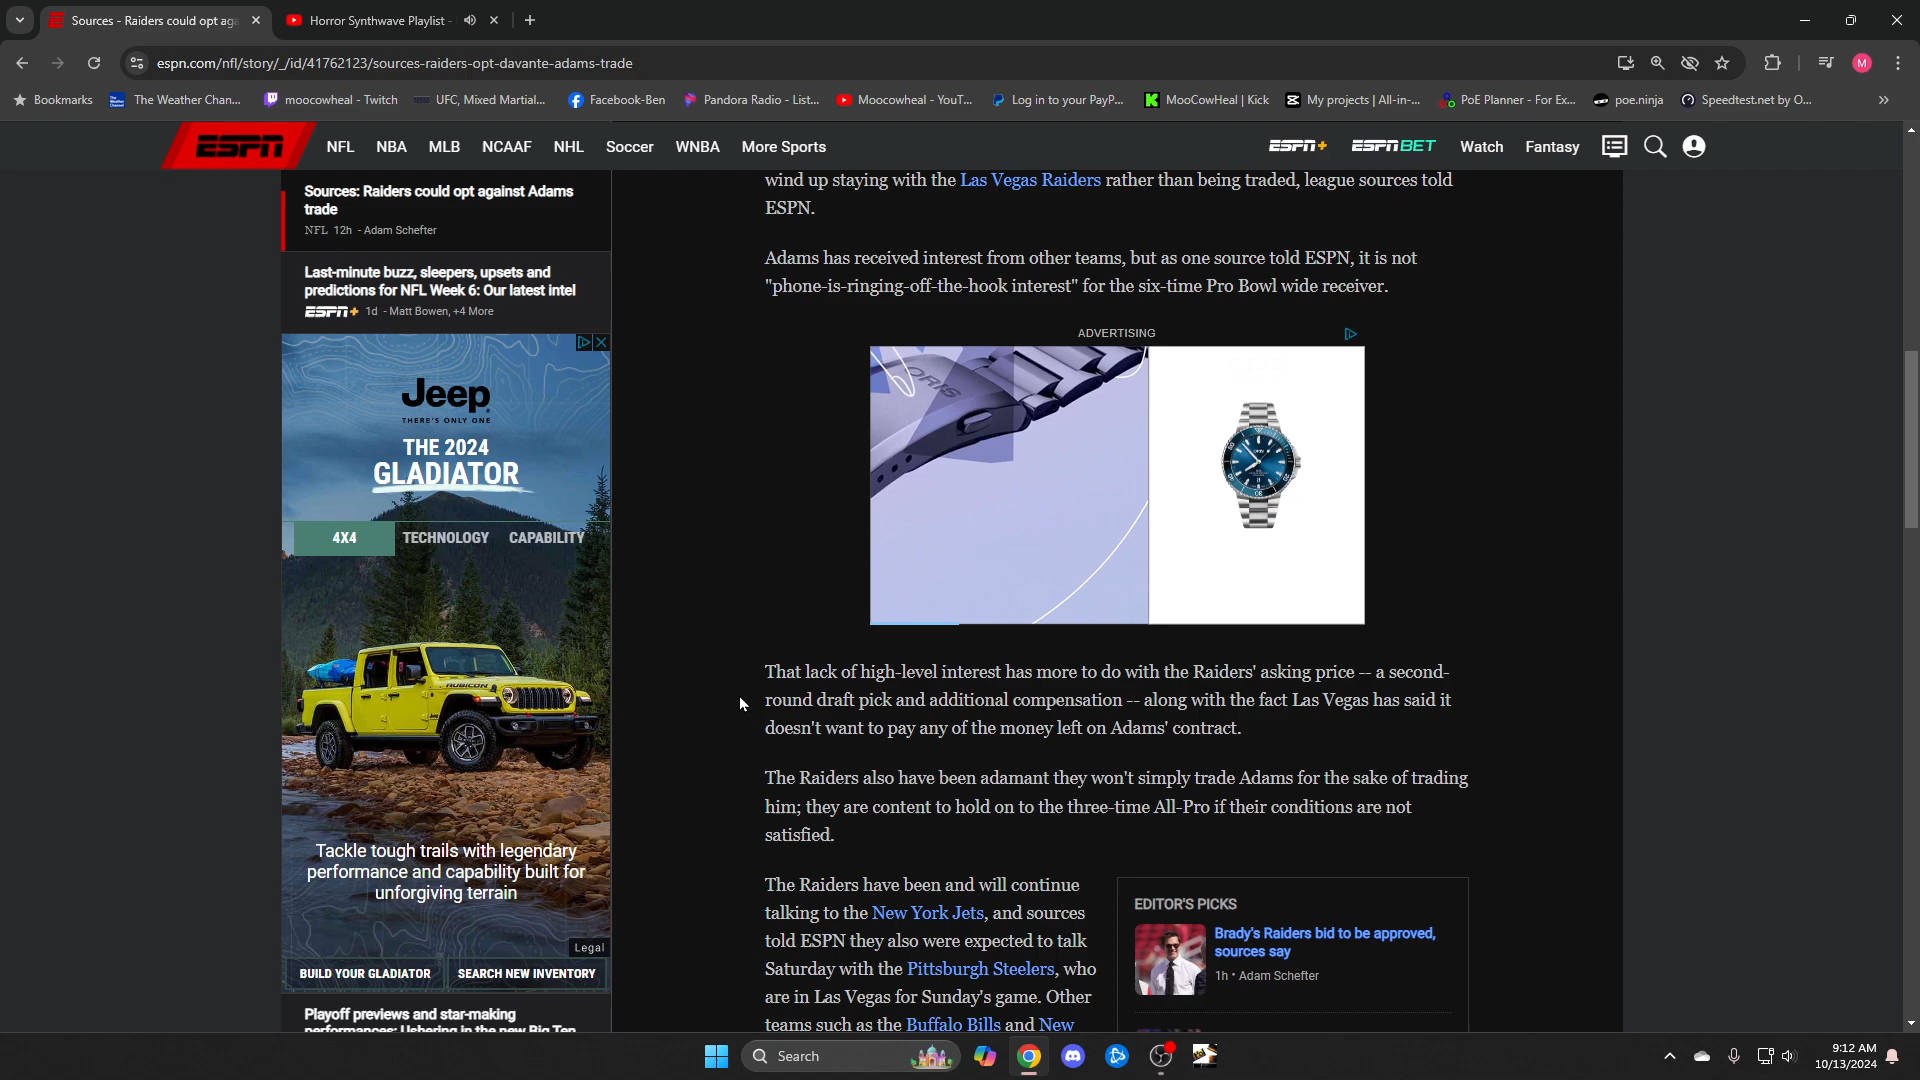 Sources - Raiders could opt aga
Horror Synthwave Playlist -
espn.com/nfl/story/_/id/41762123/sources-raiders-opt-davante-adams-trade
M
Bookmarks
The Weather Chan...
moocowheal - Twitch
UFC, Mixed Martial...
Facebook-Ben
Pandora Radio - List...
Moocowheal - YouT...
Log in to your PayP...
MooCowHeal | Kick
My projects | All-in-...
PoE Planner - For Ex...
poe.ninja
Speedtest.net by O...
ESPN
NFL
NBA
MLB
NCAAF
NHL
Soccer
WNBA
More Sports
ESPN+
ESPN BET
Watch
Fantasy
Sources: Raiders could opt against Adams
trade
NFL 12h - Adam Schefter
Last-minute buzz, sleepers, upsets and
predictions for NFL Week 6: Our latest intel
ESPN+ 1d - Matt Bowen, +4 More
Jeep
THERE'S ONLY ONE
THE 2024
GLADIATOR
4X4
TECHNOLOGY
CAPABILITY
RUBICON
Tackle tough trails with legendary
performance and capability built for
unforgiving terrain
Legal
BUILD YOUR GLADIATOR
SEARCH NEW INVENTORY
Playoff previews and star-making
performances: Ushering in the new Big Ten
wind up staying with the Las Vegas Raiders rather than being traded, league sources told
ESPN.
Adams has received interest from other teams, but as one source told ESPN, it is not
"phone-is-ringing-off-the-hook interest" for the six-time Pro Bowl wide receiver.
ADVERTISING
ORIS
That lack of high-level interest has more to do with the Raiders' asking price -- a second-
round draft pick and additional compensation -- along with the fact Las Vegas has said it
doesn't want to pay any of the money left on Adams' contract.
The Raiders also have been adamant they won't simply trade Adams for the sake of trading
him; they are content to hold on to the three-time All-Pro if their conditions are not
satisfied.
The Raiders have been and will continue
talking to the New York Jets, and sources
told ESPN they also were expected to talk
Saturday with the Pittsburgh Steelers, who
are in Las Vegas for Sunday's game. Other
teams such as the Buffalo Bills and New
EDITOR'S PICKS
Brady's Raiders bid to be approved,
sources say
1h • Adam Schefter
Search
9:12 AM
10/13/2024